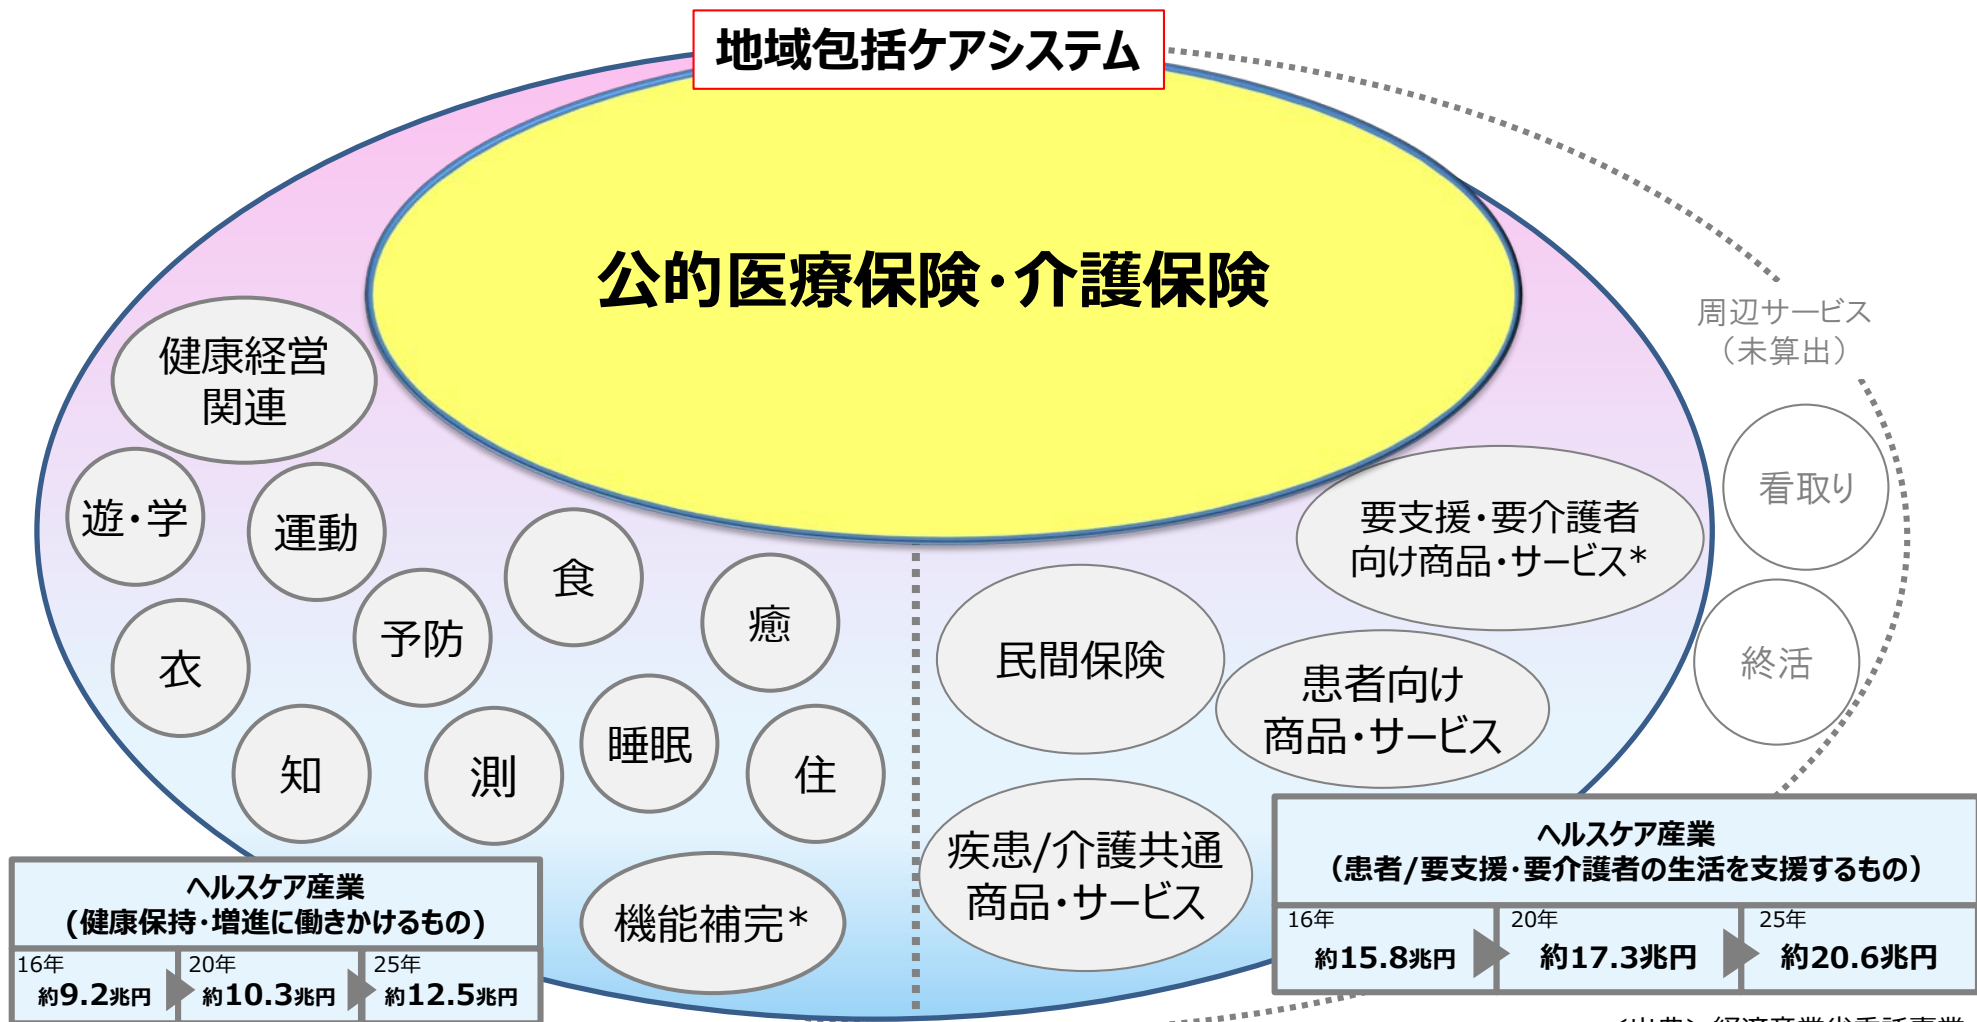 地域包括ケアシステム
公的医療保険・介護保険
周辺サービス
（未算出）
健康経営
関連
遊・学
運動
食
癒
予防
衣
知
測
睡眠
住
機能補完*
要支援・要介護者
向け商品・サービス*
民間保険
患者向け
商品・サービス
疾患/介護共通
商品・サービス
看取り
終活
ヘルスケア産業
(健康保持・増進に働きかけるもの)
16年
約9.2兆円
20年
約10.3兆円
25年
約12.5兆円
ヘルスケア産業
（患者/要支援・要介護者の生活を支援するもの）
16年
約15.8兆円
20年
約17.3兆円
25年
約20.6兆円